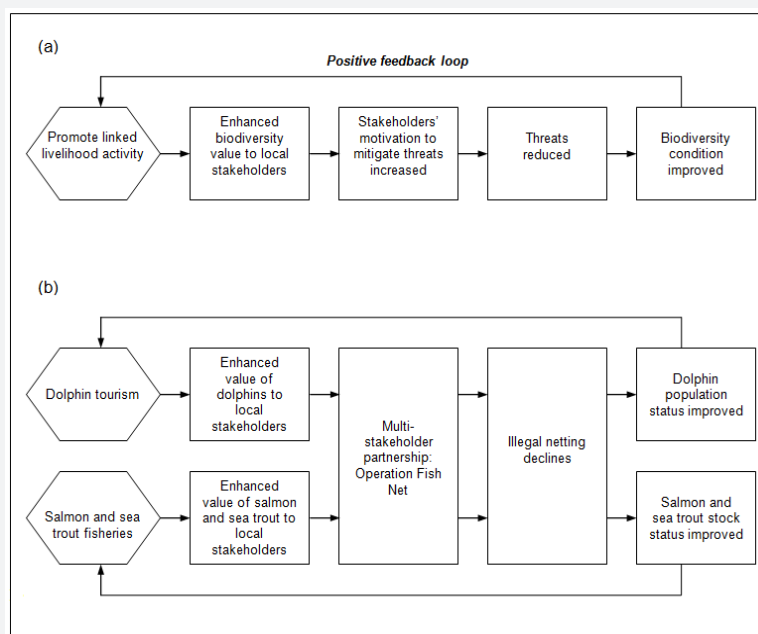 (a)
Positive feedback loop
Promote linked
livelihood activity
Enhanced
biodiversity
value to local
stakeholders
Stakeholders'
motivation to
mitigate threats
increased
Threats
reduced
Biodiversity
condition
improved
(b)
Dolphin tourism
Enhanced
value of
dolphins to
local
stakeholders
Multi-
stakeholder
partnership:
Operation Fish
Net
Illegal netting
declines
Dolphin
population
status improved
Salmon and sea
trout fisheries
Enhanced
value of salmon
and sea trout to
local
stakeholders
Salmon and
sea trout stock
status improved